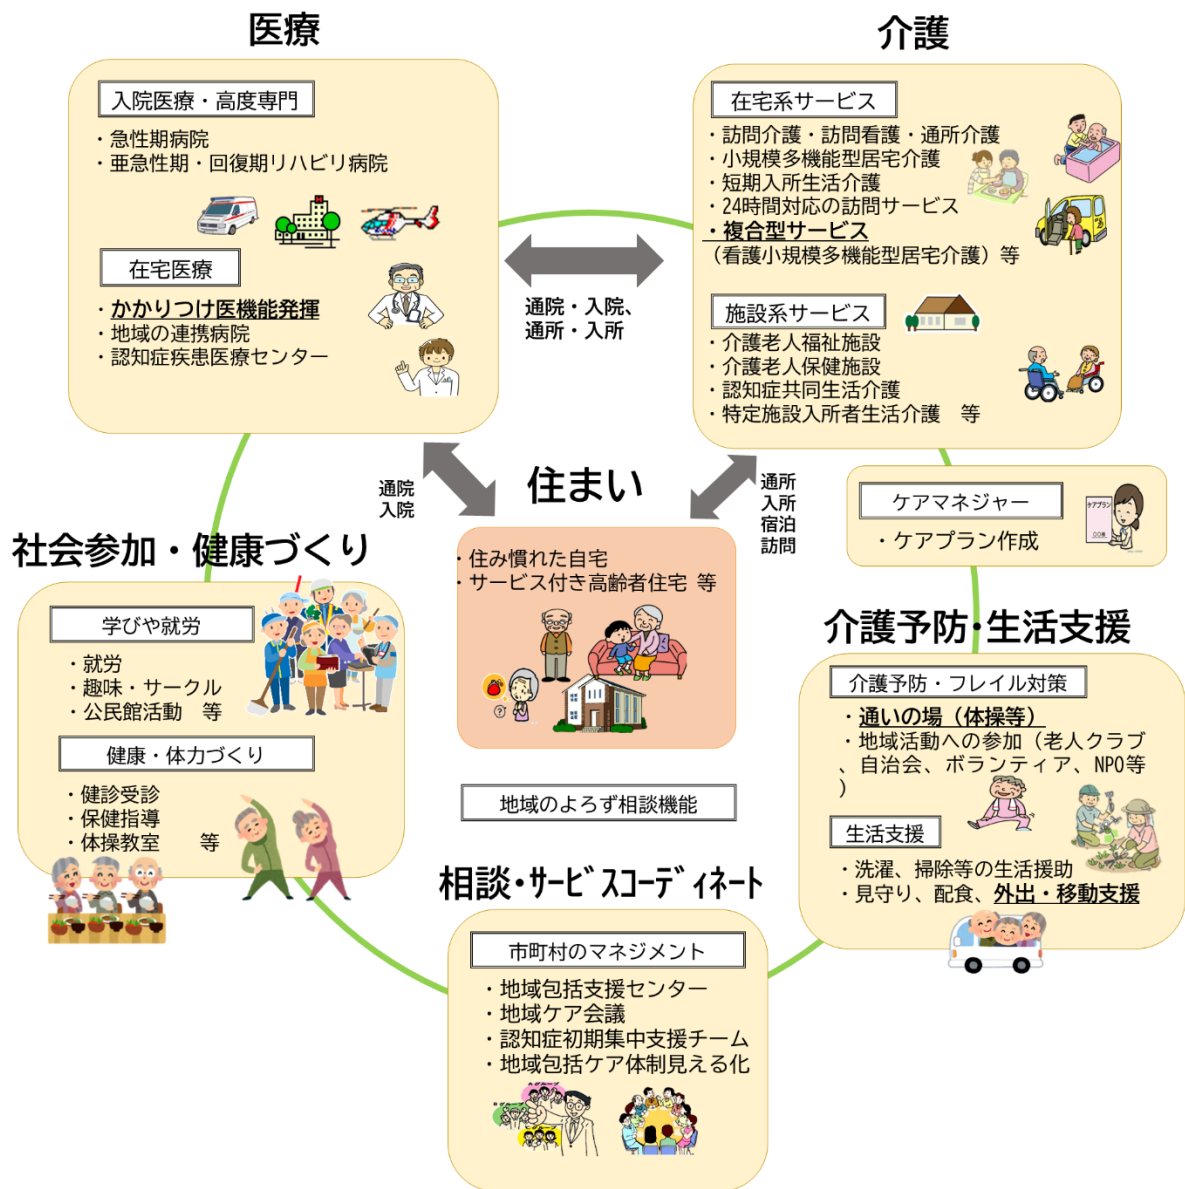 医療
入院医療・高度専門
・急性期病院
・亜急性期・回復期リハビリ病院
在宅医療
・かかりつけ医機能発揮
・地域の連携病院
・認知症疾患医療センター
介護
在宅系サービス
・訪問介護・訪問看護・通所介護
・小規模多機能型居宅介護
・短期入所生活介護
・24時間対応の訪問サービス
・複合型サービス
（看護小規模多機能型居宅介護）等
施設系サービス
・介護老人福祉施設
・介護老人保健施設
・認知症共同生活介護
・特定施設入所者生活介護　等
通院・入院、
通所・入所
通院
入院
住まい
・住み慣れた自宅
・サービス付き高齢者住宅 等
通所
入所
宿泊
訪問
ケアマネジャー
・ケアプラン作成
ケアプラン
社会参加・健康づくり
学びや就労
・就労
・趣味・サークル
・公民館活動　等
健康・体力づくり
・健診受診
・保健指導
・体操教室　　等
介護予防・生活支援
介護予防・フレイル対策
・通いの場（体操等）
・地域活動への参加（老人クラブ
、自治会、ボランティア、NPO等
）
生活支援
・洗濯、掃除等の生活援助
・見守り、配食、外出・移動支援
地域のよろず相談機能
相談・サービスコーディネート
市町村のマネジメント
・地域包括支援センター
・地域ケア会議
・認知症初期集中支援チーム
・地域包括ケア体制見える化
Aグループ
Bグループ
Cグループ